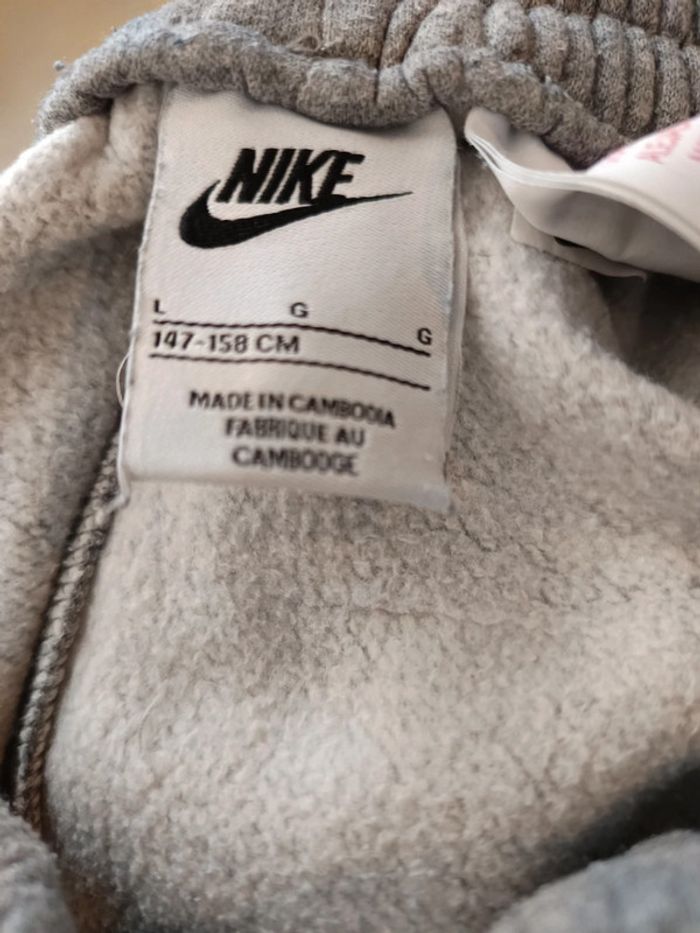 NIKE
L G G
147-158 CM
MADE IN CAMBODIA
FABRIQUE AU
CAMBODGE